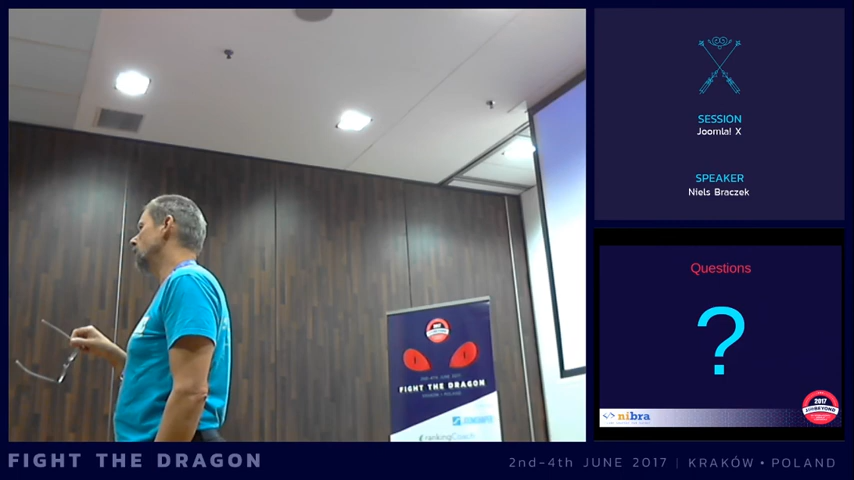 SESSION
Joomla! X
SPEAKER
Niels Braczek
Questions
?
nibra
2017
JANDBEYOND
FIGHT THE DRAGON
FIGHT THE DRAGON
2nd-4th JUNE 2017 | KRAKÓW • POLAND